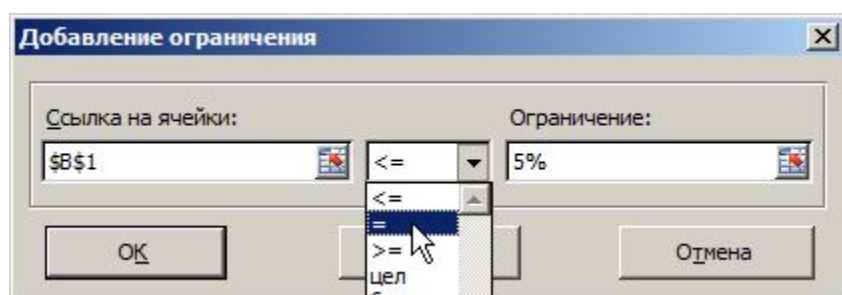 Добавление ограничения
Ссылка на ячейки:
Ограничение:
$B$1
<=
5%
<=
=
>=
цел
ОК
Отмена